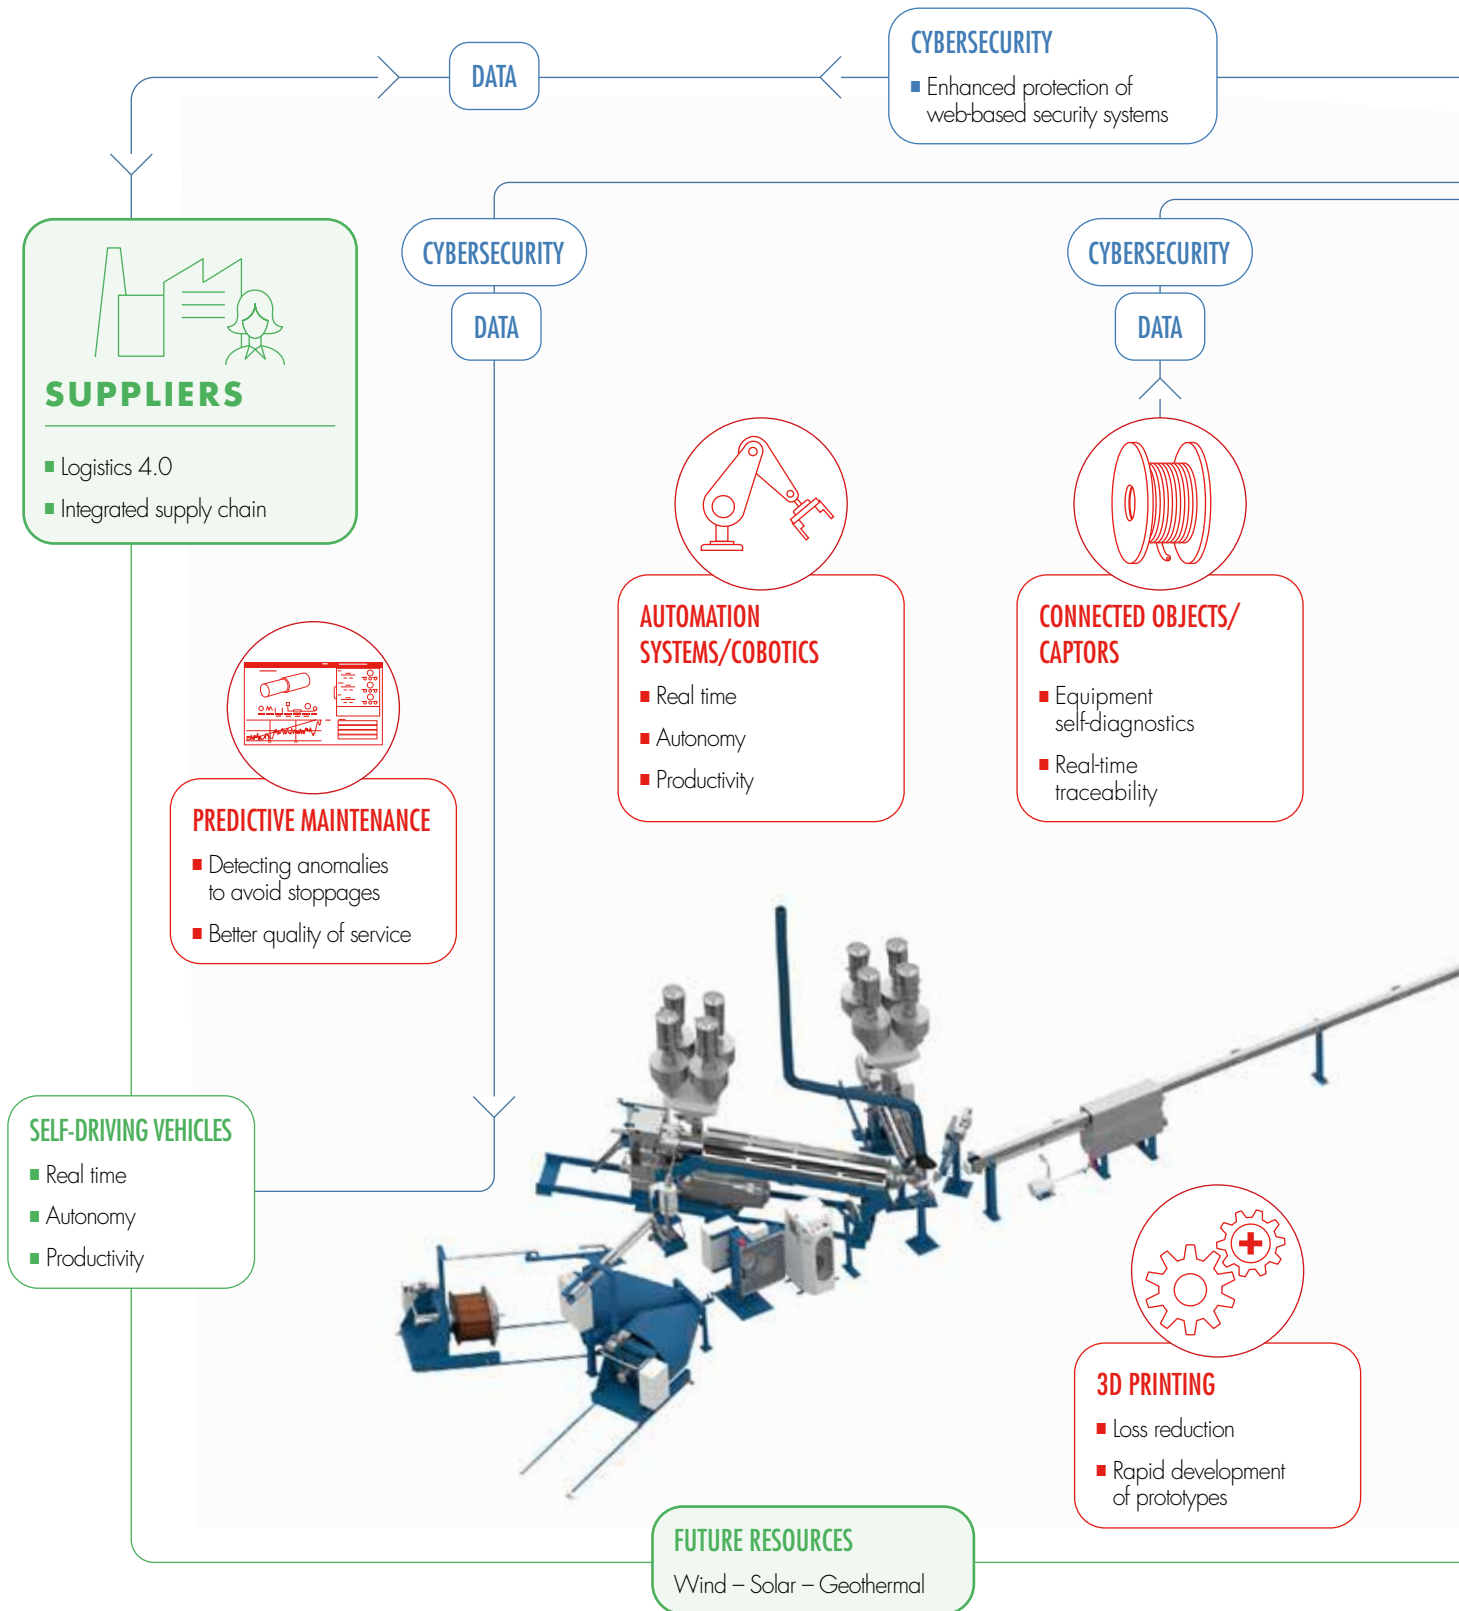 CYBERSECURITY
Enhanced protection of
web-based security systems
DATA
CYBERSECURITY
DATA
CYBERSECURITY
DATA
SUPPLIERS
Logistics 4.0
Integrated supply chain
AUTOMATION
SYSTEMS/COBOTICS
Real time
Autonomy
Productivity
CONNECTED OBJECTS/
CAPTORS
Equipment
self-diagnostics
Real-time
traceability
PREDICTIVE MAINTENANCE
Detecting anomalies
to avoid stoppages
Better quality of service
SELF-DRIVING VEHICLES
Real time
Autonomy
Productivity
3D PRINTING
Loss reduction
Rapid development
of prototypes
FUTURE RESOURCES
Wind – Solar – Geothermal